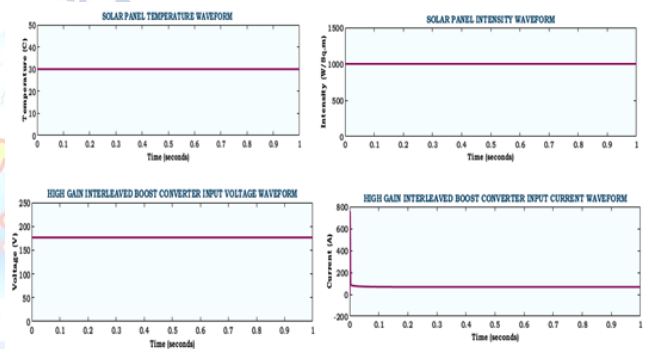 SOLAR PANEL TEMPERATURE WAVEFORM
50
40
30
20
10
0
Temperature (C)
0 0.1 0.2 0.3 0.4 0.5 0.6 0.7 0.8 0.9 1
Time (seconds)
SOLAR PANEL INTENSITY WAVEFORM
1500
1000
500
0
Intensity (W/Sq.m)
0 0.1 0.2 0.3 0.4 0.5 0.6 0.7 0.8 0.9 1
Time (seconds)
HIGH GAIN INTERLEAVED BOOST CONVERTER INPUT VOLTAGE WAVEFORM
250
200
150
100
50
0
Voltage (V)
0 0.1 0.2 0.3 0.4 0.5 0.6 0.7 0.8 0.9 1
Time (seconds)
HIGH GAIN INTERLEAVED BOOST CONVERTER INPUT CURRENT WAVEFORM
800
600
400
200
0
-200
Current (A)
0 0.1 0.2 0.3 0.4 0.5 0.6 0.7 0.8 0.9 1
Time (seconds)